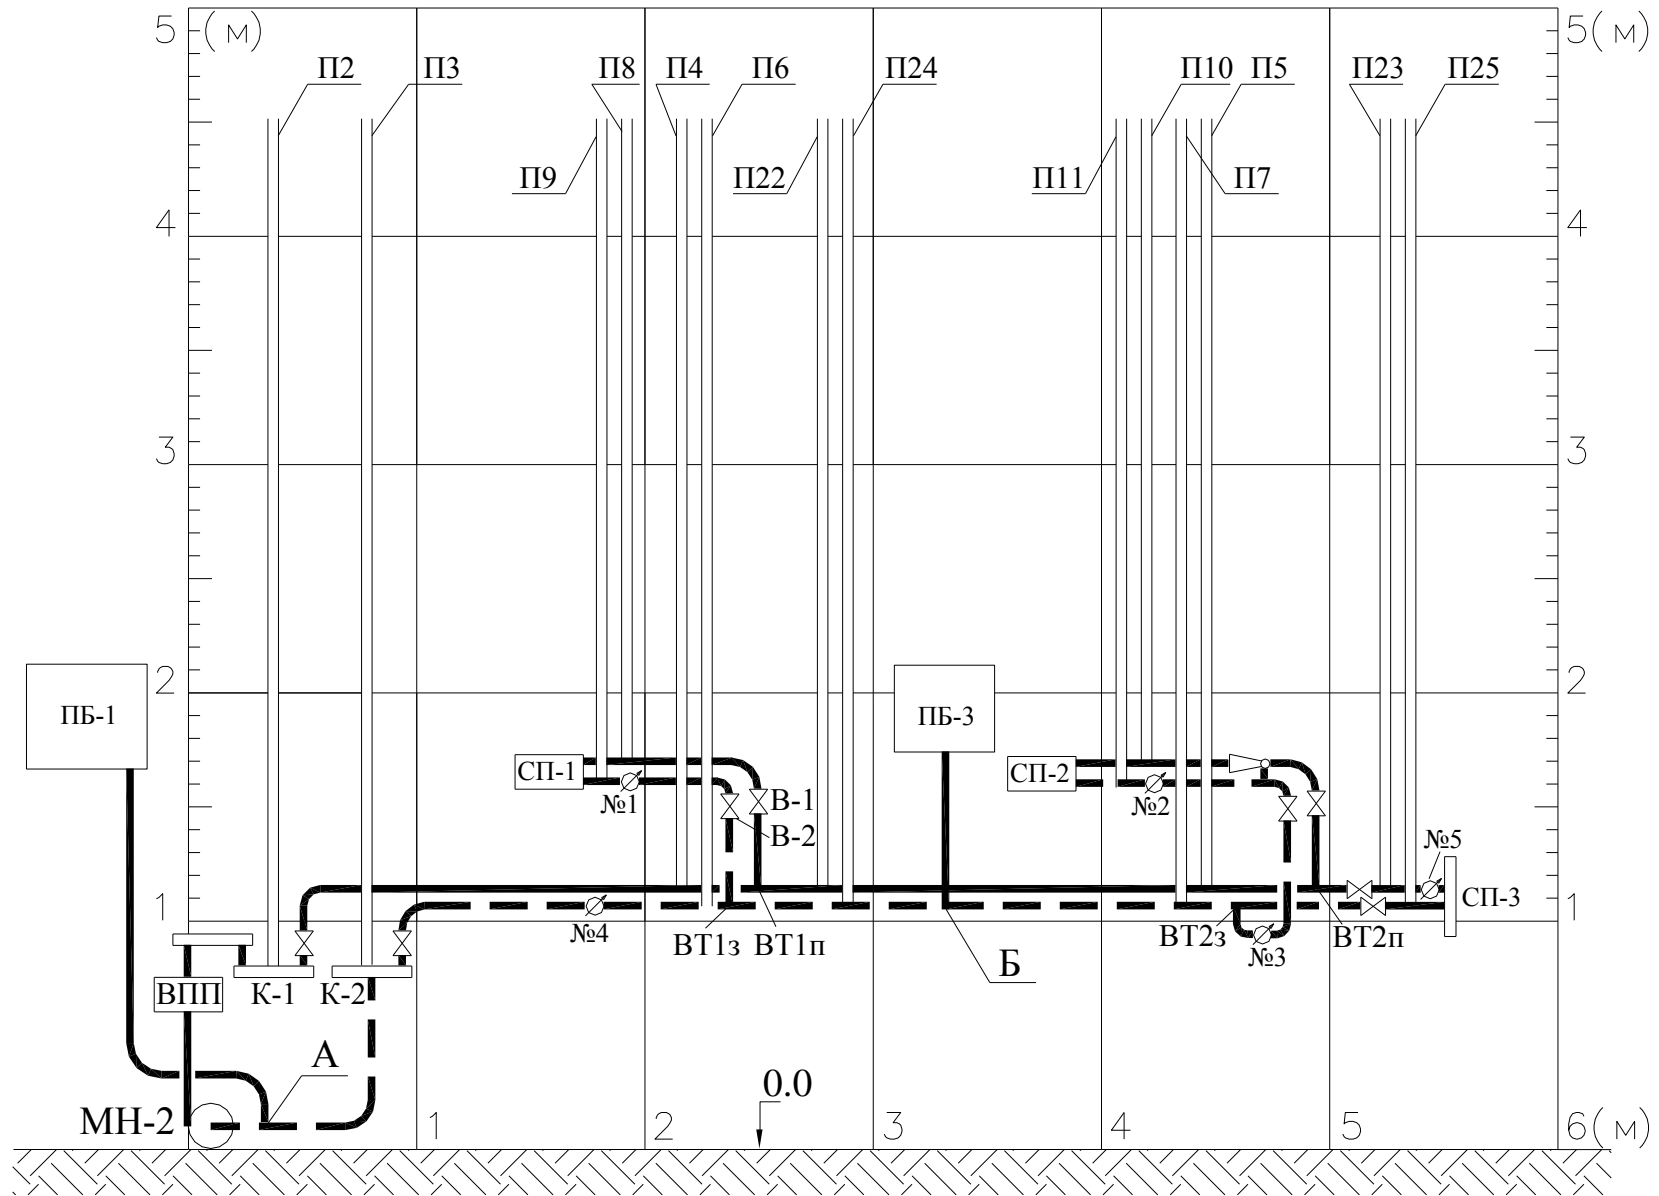 5 (м) 5 (м)
П2 П3 П8 П4 П6 П24 П10 П5 П23 П25
П9 П22 П11 П7
4 4
3 3
2 2
ПБ-1 ПБ-3
СП-1 СП-2
№1 В-1 №2
В-2
№5
1 СП-3 1
№4 ВТ1з ВТ1п ВТ2з №3 ВТ2п
Б
ВПП К-1 К-2
А
0.0
МН-2 1 2 3 4 5 6 (м)